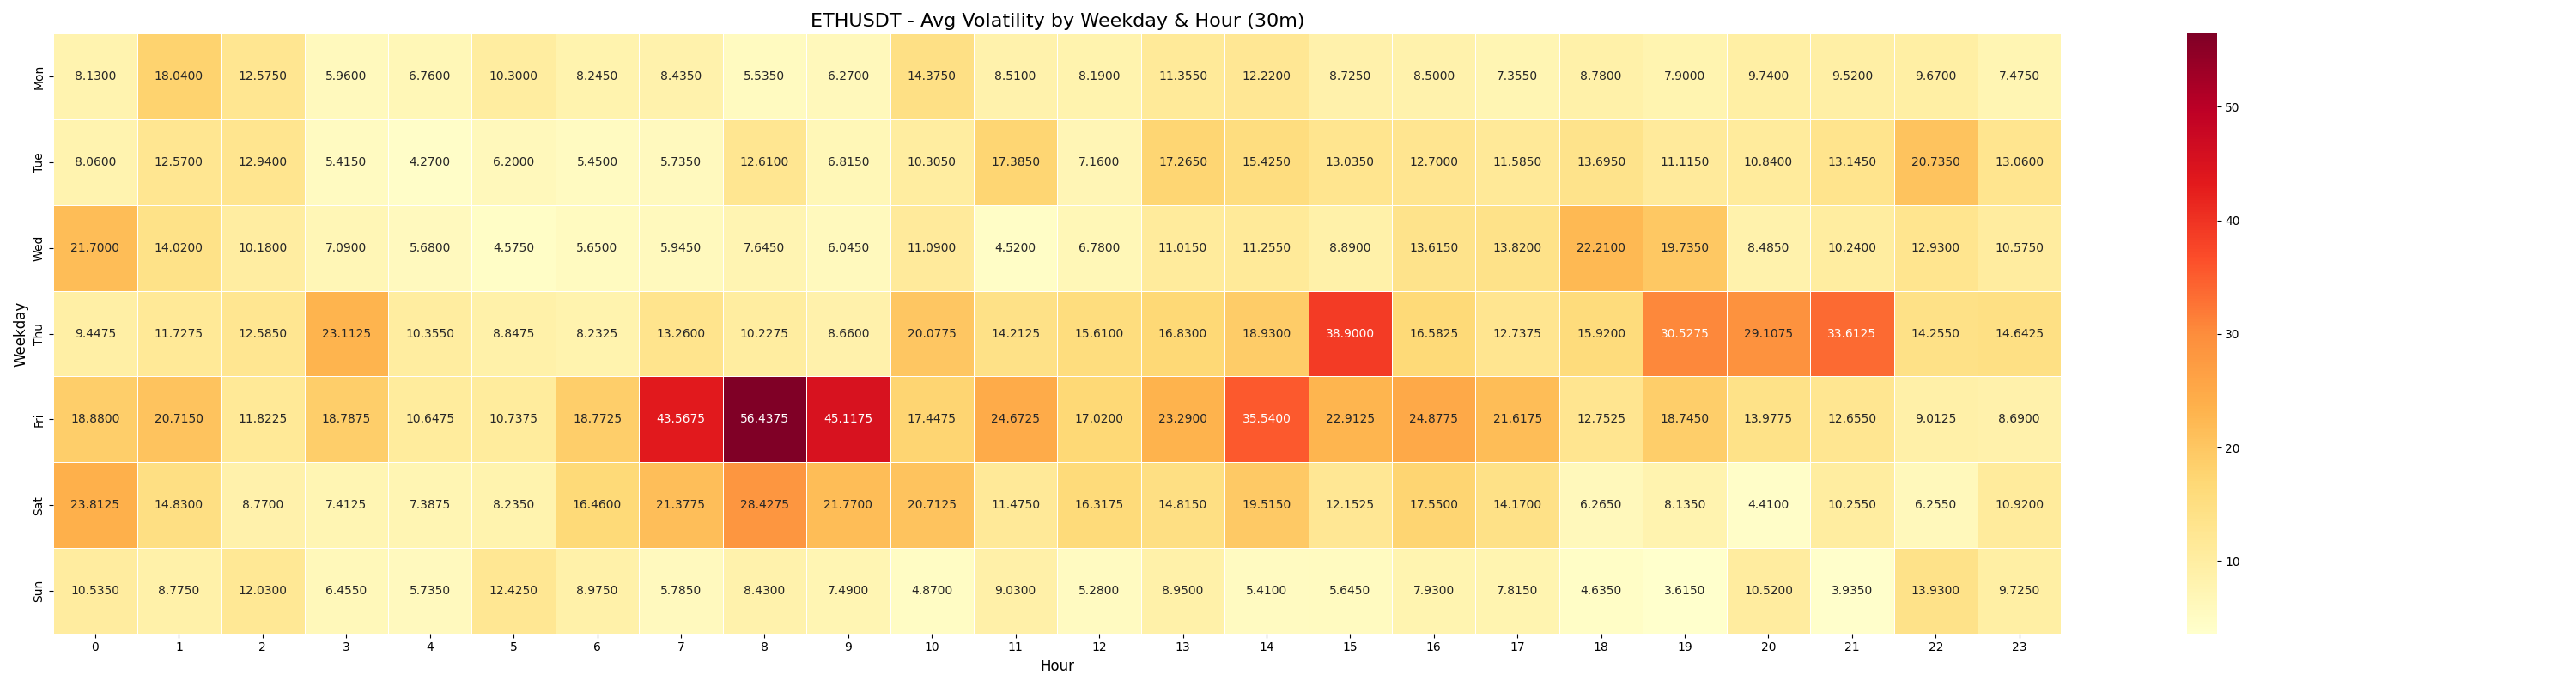 ETHUSDT - Avg Volatility by Weekday & Hour (30m)
Weekday
Mon 8.1300 18.0400 12.5750 5.9600 6.7600 10.3000 8.2450 8.4350 5.5350 6.2700 14.3750 8.5100 8.1900 11.3550 12.2200 8.7250 8.5000 7.3550 8.7800 7.9000 9.7400 9.5200 9.6700 7.4750
Tue 8.0600 12.5700 12.9400 5.4150 4.2700 6.2000 5.4500 5.7350 12.6100 6.8150 10.3050 17.3850 7.1600 17.2650 15.4250 13.0350 12.7000 11.5850 13.6950 11.1150 10.8400 13.1450 20.7350 13.0600
Wed 21.7000 14.0200 10.1800 7.0900 5.6800 4.5750 5.6500 5.9450 7.6450 6.0450 11.0900 4.5200 6.7800 11.0150 11.2550 8.8900 13.6150 13.8200 22.2100 19.7350 8.4850 10.2400 12.9300 10.5750
Thu 9.4475 11.7275 12.5850 23.1125 10.3550 8.8475 8.2325 13.2600 10.2275 8.6600 20.0775 14.2125 15.6100 16.8300 18.9300 38.9000 16.5825 12.7375 15.9200 30.5275 29.1075 33.6125 14.2550 14.6425
Fri 18.8800 20.7150 11.8225 18.7875 10.6475 10.7375 18.7725 43.5675 56.4375 45.1175 17.4475 24.6725 17.0200 23.2900 35.5400 22.9125 24.8775 21.6175 12.7525 18.7450 13.9775 12.6550 9.0125 8.6900
Sat 23.8125 14.8300 8.7700 7.4125 7.3875 8.2350 16.4600 21.3775 28.4275 21.7700 20.7125 11.4750 16.3175 14.8150 19.5150 12.1525 17.5500 14.1700 6.2650 8.1350 4.4100 10.2550 6.2550 10.9200
Sun 10.5350 8.7750 12.0300 6.4550 5.7350 12.4250 8.9750 5.7850 8.4300 7.4900 4.8700 9.0300 5.2800 8.9500 5.4100 5.6450 7.9300 7.8150 4.6350 3.6150 10.5200 3.9350 13.9300 9.7250
0 1 2 3 4 5 6 7 8 9 10 11 12 13 14 15 16 17 18 19 20 21 22 23
Hour
50
40
30
20
10